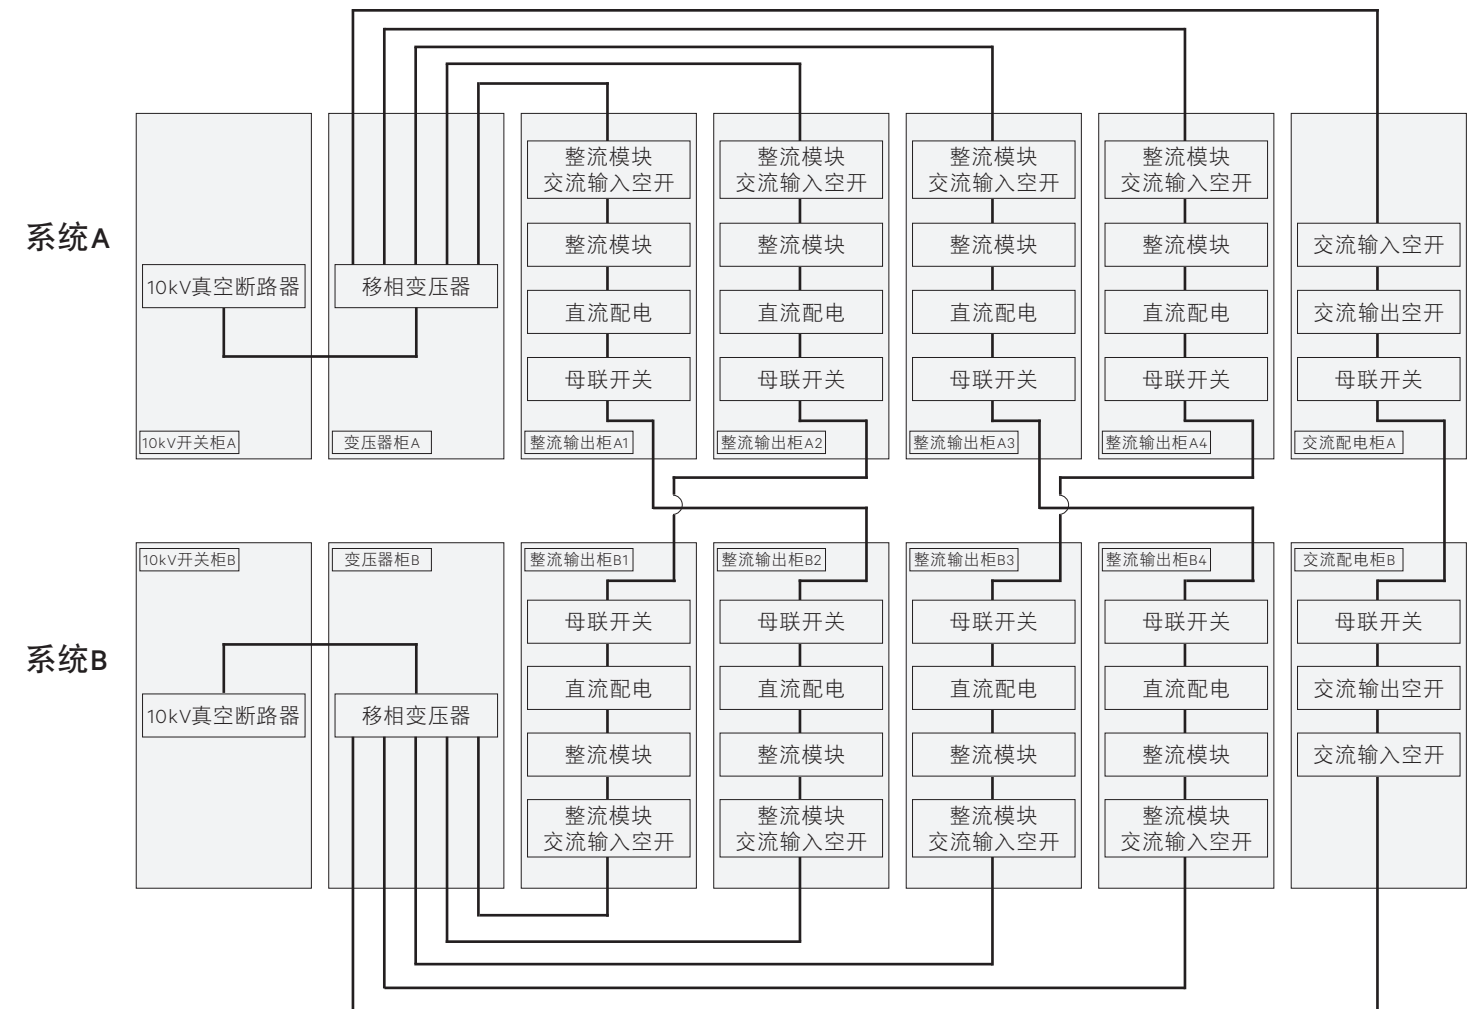 系统A
整流模块
交流输入空开
整流模块
交流输入空开
整流模块
交流输入空开
整流模块
交流输入空开
整流模块
整流模块
整流模块
整流模块
交流输入空开
10kV真空断路器
移相变压器
直流配电
直流配电
直流配电
直流配电
交流输出空开
母联开关
母联开关
母联开关
母联开关
母联开关
10kV开关柜A
变压器柜A
整流输出柜A1
整流输出柜A2
整流输出柜A3
整流输出柜A4
交流配电柜A
系统B
10kV开关柜B
变压器柜B
整流输出柜B1
整流输出柜B2
整流输出柜B3
整流输出柜B4
交流配电柜B
母联开关
母联开关
母联开关
母联开关
母联开关
10kV真空断路器
移相变压器
直流配电
直流配电
直流配电
直流配电
交流输出空开
整流模块
整流模块
整流模块
整流模块
交流输入空开
整流模块
交流输入空开
整流模块
交流输入空开
整流模块
交流输入空开
整流模块
交流输入空开